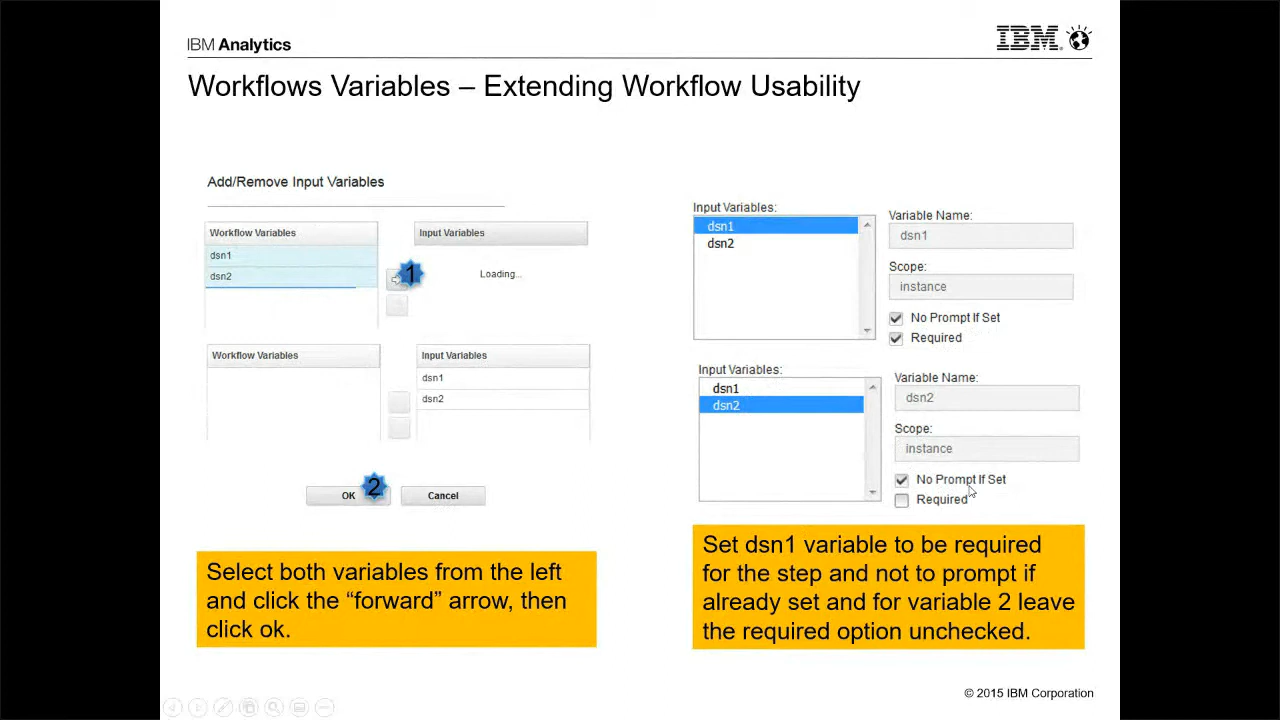 IBM Analytics
IBM
Workflows Variables – Extending Workflow Usability
Add/Remove Input Variables
Workflow Variables
Input Variables
dsn1
dsn2
1
Loading...
Workflow Variables
Input Variables
dsn1
dsn2
2
OK
Cancel
Select both variables from the left
and click the “forward” arrow, then
click ok.
Input Variables:
dsn1
dsn2
Variable Name:
dsn1
Scope:
instance
No Prompt If Set
Required
Input Variables:
dsn1
dsn2
Variable Name:
dsn2
Scope:
instance
No Prompt If Set
Required
Set dsn1 variable to be required
for the step and not to prompt if
already set and for variable 2 leave
the required option unchecked.
© 2015 IBM Corporation